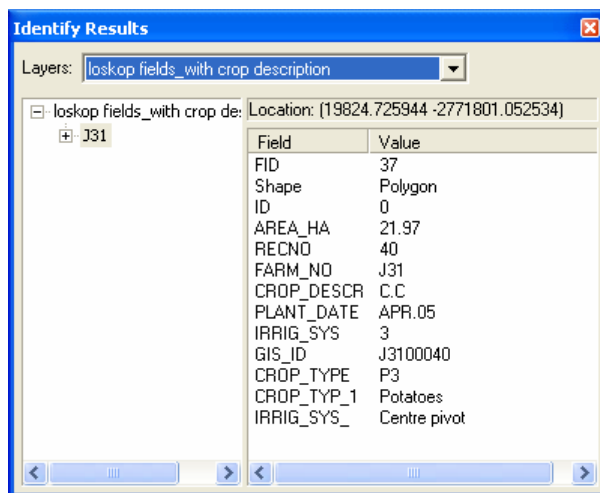 Identify Results
Layers: loskop fields_with crop description
loskop fields_with crop de:
J31
Location: (19824.725944 -2771801.052534)
Field Value
FID 37
Shape Polygon
ID 0
AREA_HA 21.97
RECNO 40
FARM_NO J31
CROP_DESCR C.C
PLANT_DATE APR.05
IRRIG_SYS 3
GIS_ID J3100040
CROP_TYPE P3
CROP_TYP_1 Potatoes
IRRIG_SYS_ Centre pivot